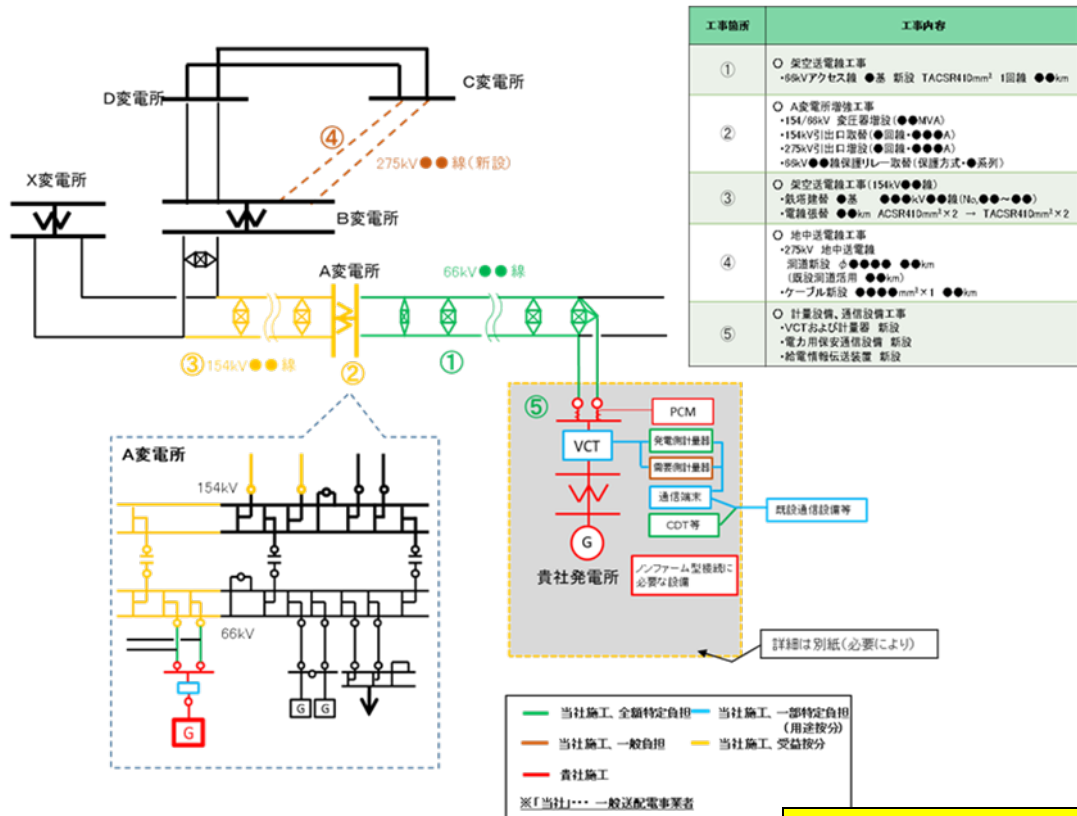 工事箇所 工事内容
① 〇 架空送電線工事
・66kVアクセス線 ●基 新設 TACSR410mm² 1回線 ●●km
② 〇 A変電所増強工事
・154/66kV 変圧器増設(●●MVA)
・154kV引出口取替(●回線・●●●A)
・275kV引出口増設(●回線・●●●A)
・66kV●●線保護リレー取替(保護方式・●系列)
③ 〇 架空送電線工事(154kV●●線)
・鉄塔建替 ●基 ●●●kV●●線(No,●●～●●)
・電線張替 ●●km ACSR410mm²×2 → TACSR410mm²×2
④ 〇 地中送電線工事
・275kV 地中送電線
洞道新設 φ●●●● ●●km
(既設洞道活用 ●●km)
・ケーブル新設 ●●●●mm²×1 ●●km
⑤ 〇 計量設備、通信設備工事
・VCTおよび計量器 新設
・電力用保安通信設備 新設
・給電情報伝送装置 新設
D変電所
C変電所
④
275kV●●線(新設)
X変電所
B変電所
A変電所
66kV●●線
③154kV●●線
②
①
⑤
PCM
VCT
発電側計量器
需要側計量器
通信端末
CDT等
既設通信設備等
G
貴社発電所
ノンファーム型接続に
必要な設備
詳細は別紙(必要により)
A変電所
154kV
66kV
G
G
G
当社施工、全額特定負担
当社施工、一部特定負担
(用途按分)
当社施工、一般負担
当社施工、受益按分
貴社施工
※「当社」・・・ 一般送配電事業者